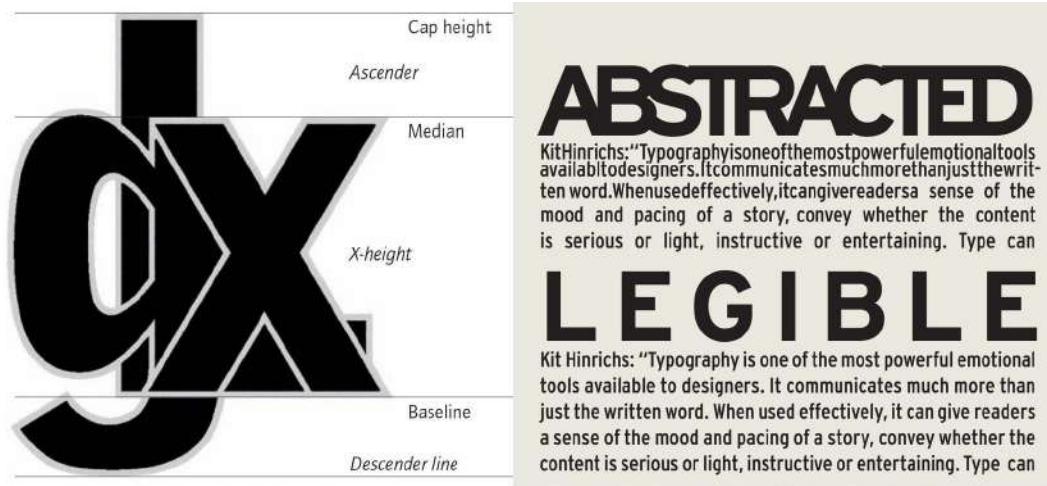 Cap height
Ascender
Median
X-height
Baseline
Descender line
gx
ABSTRACTED
KitHinrichs:“Typographyisoneofthemostpowerfulemotionaltools
availabltodesigners.Itcommunicatesmuchmorethanjustthewrit-
ten word.Whenusedeffectively,itcangivereadersa sense of the
mood and pacing of a story, convey whether the content
is serious or light, instructive or entertaining. Type can
LEGIBLE
Kit Hinrichs: “Typography is one of the most powerful emotional
tools available to designers. It communicates much more than
just the written word. When used effectively, it can give readers
a sense of the mood and pacing of a story, convey whether the
content is serious or light, instructive or entertaining. Type can